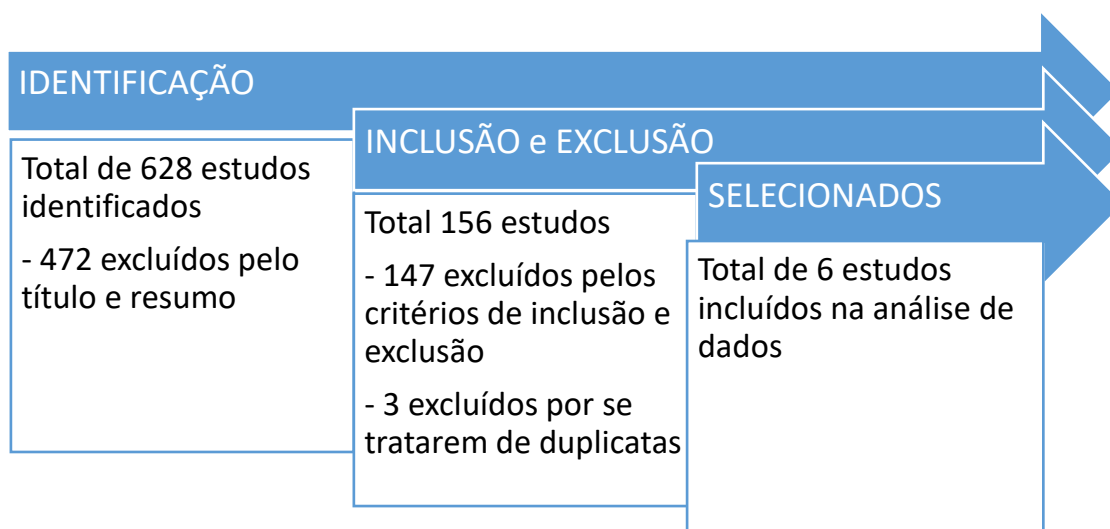 IDENTIFICAÇÃO
Total de 628 estudos
identificados
- 472 excluídos pelo
título e resumo
INCLUSÃO e EXCLUSÃO
Total 156 estudos
- 147 excluídos pelos
critérios de inclusão e
exclusão
- 3 excluídos por se
tratarem de duplicatas
SELECIONADOS
Total de 6 estudos
incluídos na análise de
dados